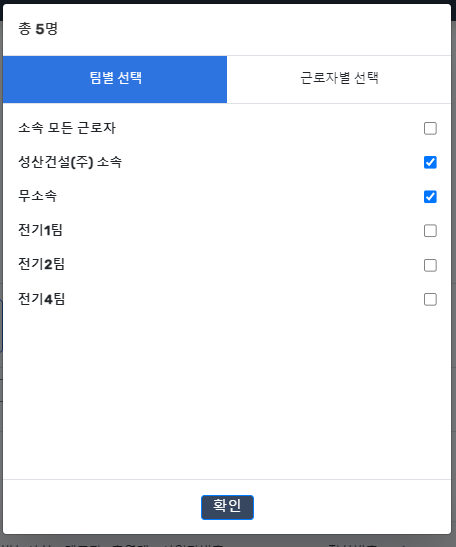 총 5명
팀별 선택
근로자별 선택
소속 모든 근로자
성산건설(주) 소속
무소속
전기1팀
전기2팀
전기4팀
확인